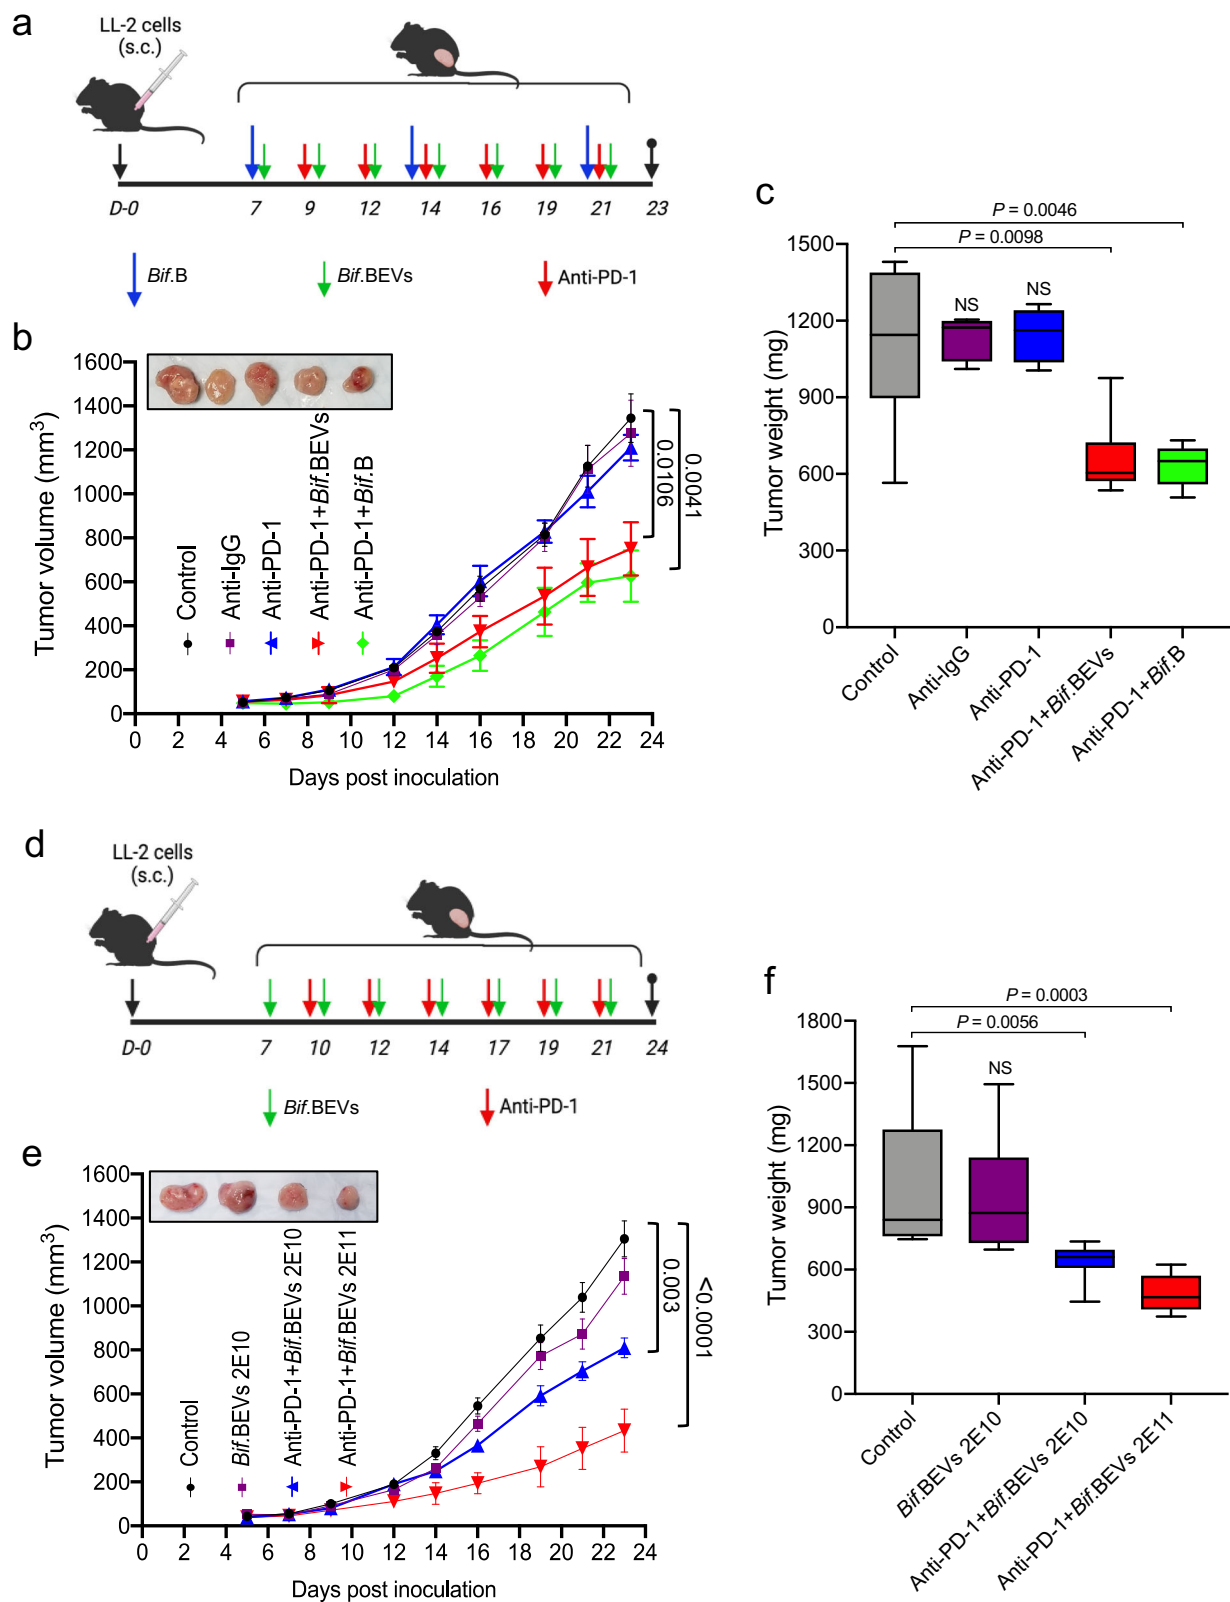 a
LL-2 cells
(s.c.)
D-0 7 9 12 14 16 19 21 23
Bif.B Bif.BEVs Anti-PD-1
b
1600
1400
1200
1000
800
600
400
200
0
Tumor volume (mm3)
Control
Anti-IgG
Anti-PD-1
Anti-PD-1+Bif.BEVs
Anti-PD-1+Bif.B
0.0106
0.0041
0 2 4 6 8 10 12 14 16 18 20 22 24
Days post inoculation
c
P = 0.0046
P = 0.0098
NS
NS
1500
1200
900
600
300
0
Tumor weight (mg)
Control
Anti-IgG
Anti-PD-1
Anti-PD-1+Bif.BEVs
Anti-PD-1+Bif.B
d
LL-2 cells
(s.c.)
D-0 7 10 12 14 17 19 21 24
Bif.BEVs Anti-PD-1
e
1600
1400
1200
1000
800
600
400
200
0
Tumor volume (mm3)
Control
Bif.BEVs 2E10
Anti-PD-1+Bif.BEVs 2E10
Anti-PD-1+Bif.BEVs 2E11
0.003
<0.0001
0 2 4 6 8 10 12 14 16 18 20 22 24
Days post inoculation
f
P = 0.0003
P = 0.0056
NS
1800
1500
1200
900
600
300
0
Tumor weight (mg)
Control
Bif.BEVs 2E10
Anti-PD-1+Bif.BEVs 2E10
Anti-PD-1+Bif.BEVs 2E11